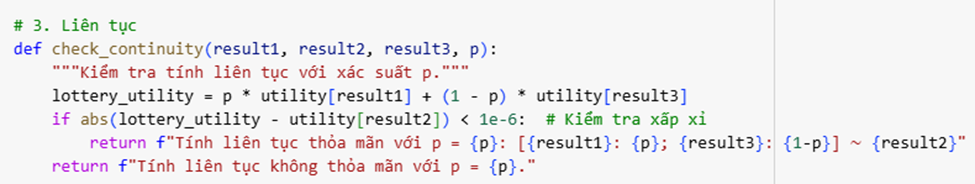 # 3. Liên tục
def check_continuity(result1, result2, result3, p):
    """Kiểm tra tính liên tục với xác suất p."""
    lottery_utility = p * utility[result1] + (1 - p) * utility[result3]
    if abs(lottery_utility - utility[result2]) < 1e-6:  # Kiểm tra xấp xỉ
        return f"Tính liên tục thỏa mãn với p = {p}: [{result1}: {p}; {result3}: {1-p}] ~ {result2}"
    return f"Tính liên tục không thỏa mãn với p = {p}."